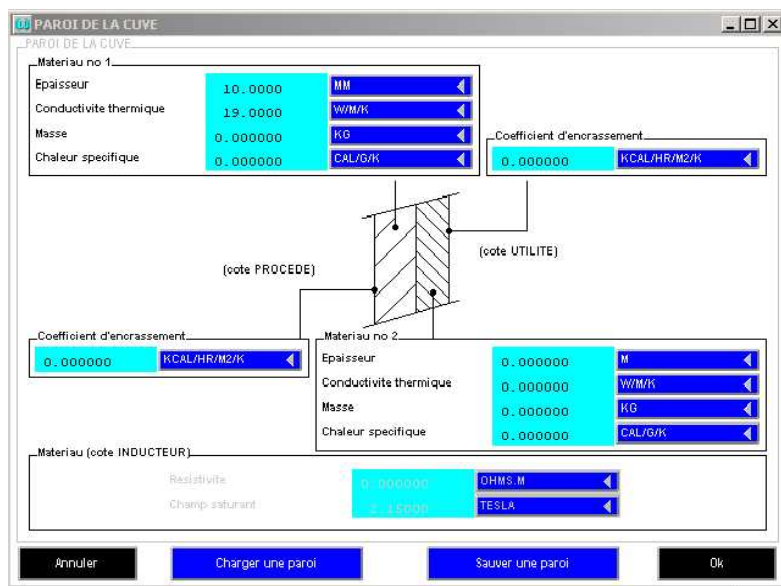 PAROI DE LA CUVE
PAROI DE LA CUVE
Materiau no 1
Epaisseur 10.0000 MM
Conductivite thermique 19.0000 W/M/K
Masse 0.000000 KG
Chaleur specifique 0.000000 CAL/G/K
Coefficient d'encrassement
0.000000 KCAL/HR/M2/K
(cote PROCEDE)
(cote UTILITE)
Coefficient d'encrassement
0.000000 KCAL/HR/M2/K
Materiau no 2
Epaisseur 0.000000 M
Conductivite thermique 0.000000 W/M/K
Masse 0.000000 KG
Chaleur specifique 0.000000 CAL/G/K
Materiau (cote INDUCTEUR)
Resistivite 0.000000 OHMS.M
Champ saturant 2.15000 TESLA
Annuler Charger une paroi Sauver une paroi Ok